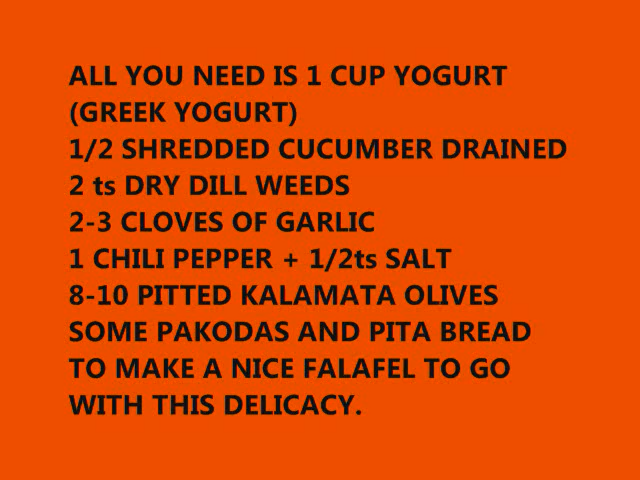 ALL YOU NEED IS 1 CUP YOGURT
(GREEK YOGURT)
1/2 SHREDDED CUCUMBER DRAINED
2 ts DRY DILL WEEDS
2-3 CLOVES OF GARLIC
1 CHILI PEPPER + 1/2ts SALT
8-10 PITTED KALAMATA OLIVES
SOME PAKODAS AND PITA BREAD
TO MAKE A NICE FALAFEL TO GO
WITH THIS DELICACY.